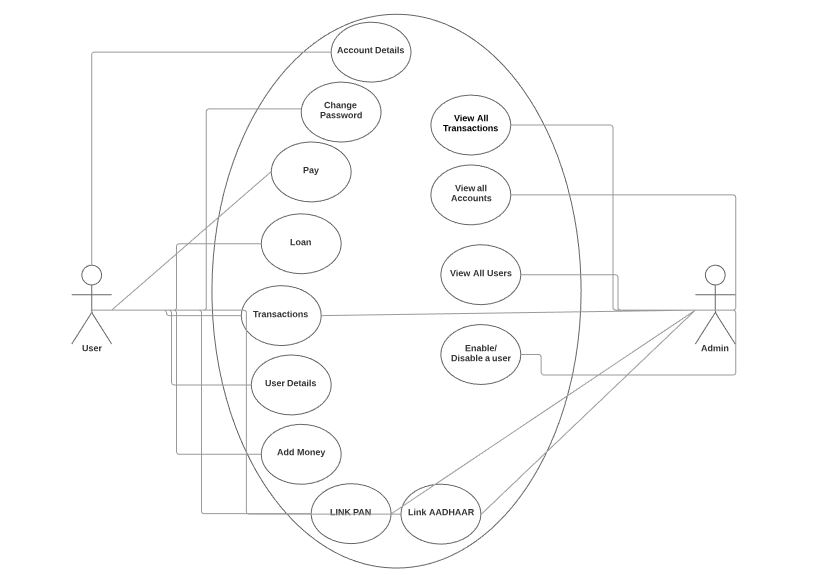 Account Details
Change
Password
View All
Transactions
Pay
View all
Accounts
Loan
View All Users
Transactions
User
Admin
Enable/
Disable a user
User Details
Add Money
LINK PAN
Link AADHAAR